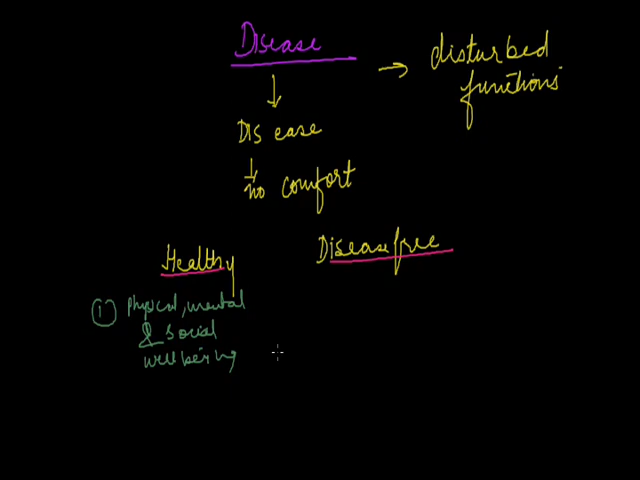 Disease
→ disturbed
functions
↓
Dis ease
↓
no comfort
Healthy
Disease free
① Physical, mental
& social
well being